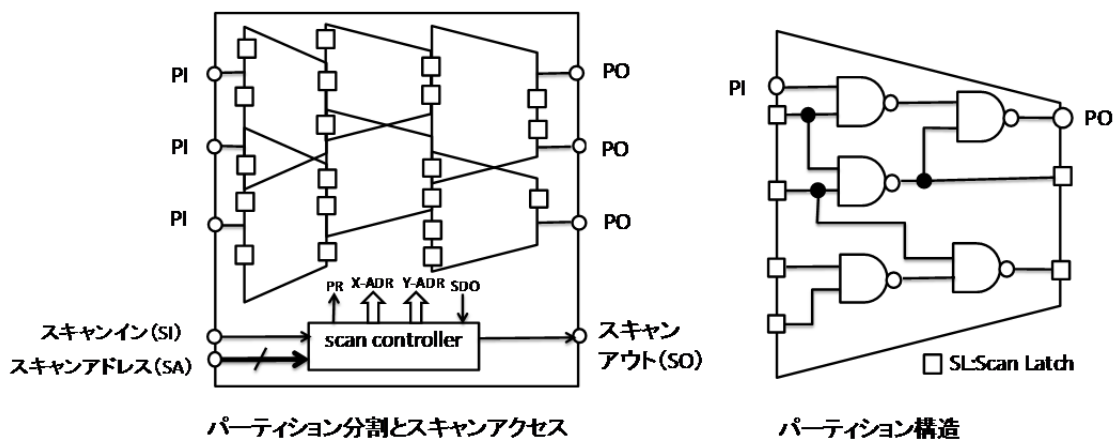 PI
PI
PI
PO
PO
PO
PR
X-ADR
Y-ADR
SDO
スキャンイン(SI)
スキャンアドレス(SA)
scan controller
スキャン
アウト(SO)
パーティション分割とスキャンアクセス
PI
PO
SL:Scan Latch
パーティション構造